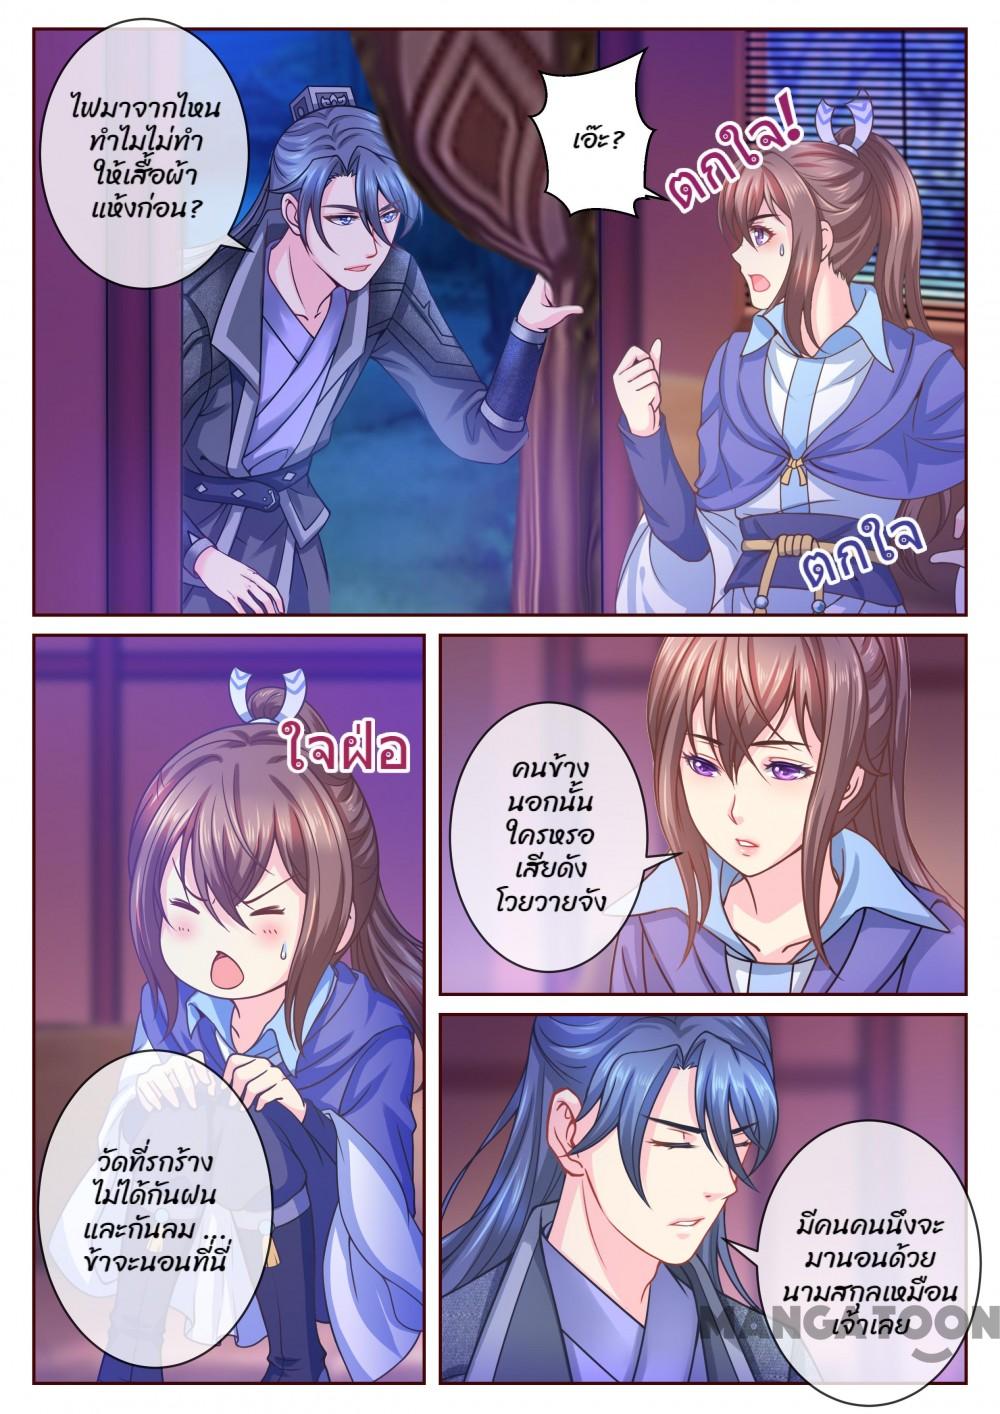 ไฟมาจากไหน
ทำไมไม่ทำ
ให้เสื้อผ้า
แห้งก่อน?
เอ๊ะ?
ตกใจ!
ตกใจ
ใจฝ่อ
วัดที่รกร้าง
ไม่ได้กันฝน
และกันลม ...
ข้าจะนอนที่นี่
คนข้าง
นอกนั้น
ใครหรอ
เสียดัง
โวยวายจัง
มีคนคนนึงจะ
มานอนด้วย
นามสกุลเหมือน
เจ้าเลย
MANGATOON